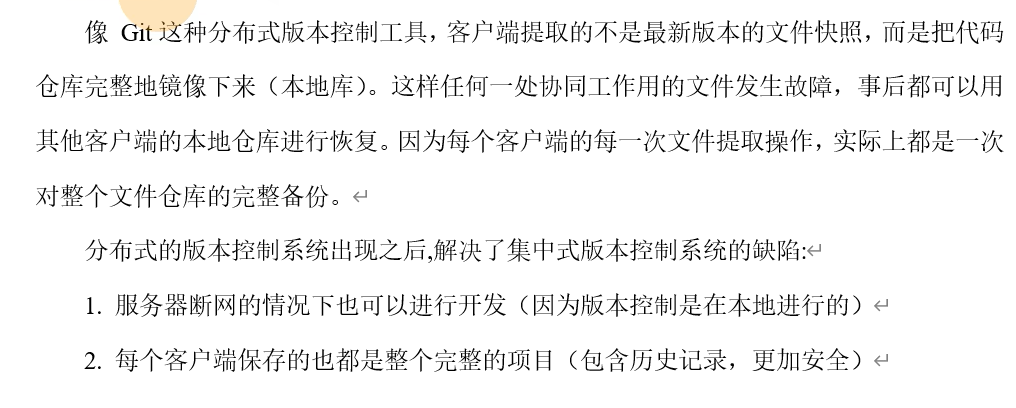 像 Git 这种分布式版本控制工具，客户端提取的不是最新版本的文件快照，而是把代码
仓库完整地镜像下来（本地库）。这样任何一处协同工作用的文件发生故障，事后都可以用
其他客户端的本地仓库进行恢复。因为每个客户端的每一次文件提取操作，实际上都是一次
对整个文件仓库的完整备份。↵
分布式的版本控制系统出现之后,解决了集中式版本控制系统的缺陷:↵
1. 服务器断网的情况下也可以进行开发（因为版本控制是在本地进行的）↵
2. 每个客户端保存的也都是整个完整的项目（包含历史记录，更加安全）↵